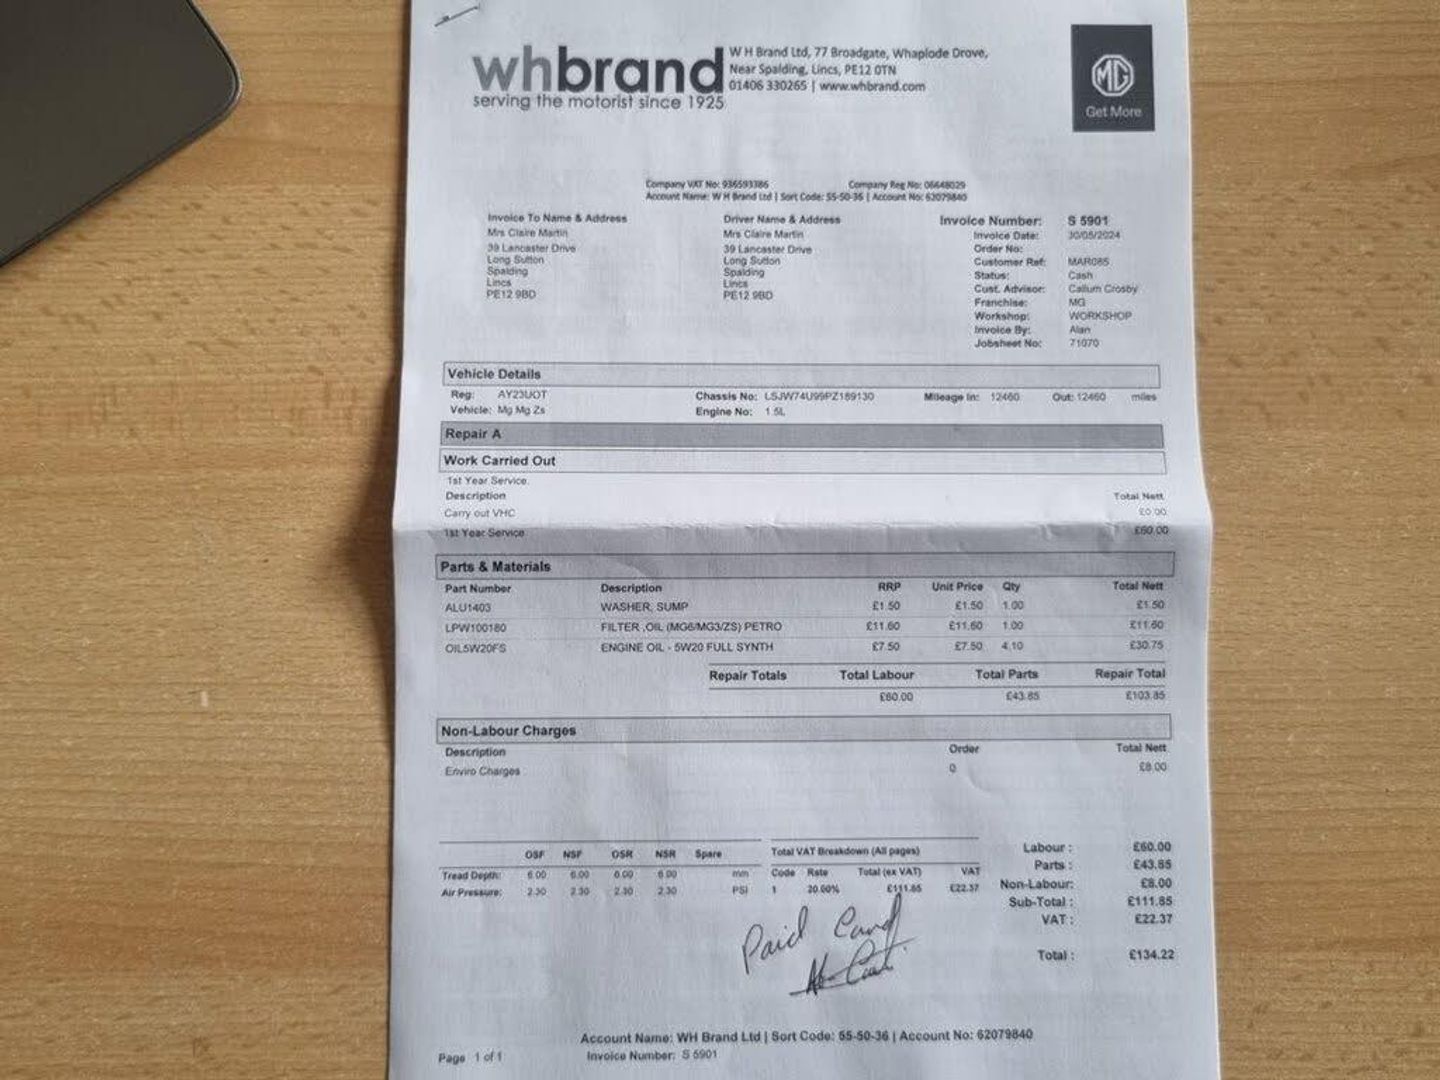 whbrand
serving the motorist since 1925
W H Brand Ltd, 77 Broadgate, Whaplode Drove,
Near Spalding, Lincs, PE12 0TN
01406 330265 | www.whbrand.com
MG
Get More
Company VAT No: 936593386 Company Reg No: 06648029
Account Name: W H Brand Ltd | Sort Code: 55-50-36 | Account No: 62079840
Invoice To Name & Address Driver Name & Address Invoice Number: S 5901
Mrs Claire Martin Mrs Claire Martin Invoice Date: 30/05/2024
39 Lancaster Drive 39 Lancaster Drive Order No:
Long Sutton Long Sutton Customer Ref: MAR085
Spalding Spalding Status: Cash
Lincs Lincs Cust. Advisor: Callum Crosby
PE12 9BD PE12 9BD Franchise: MG
Workshop: WORKSHOP
Invoice By: Alan
Jobsheet No: 71070
Vehicle Details
Reg: AY23UOT Chassis No: LSJW74U99PZ189130 Mileage In: 12460 Out: 12460 miles
Vehicle: Mg Mg Zs Engine No: 1.5L
Repair A
Work Carried Out
1st Year Service.
Description Total Nett
Carry out VHC £0.00
1st Year Service £60.00
Parts & Materials
Part Number Description RRP Unit Price Qty Total Nett
ALU1403 WASHER, SUMP £1.50 £1.50 1.00 £1.50
LPW100180 FILTER ,OIL (MG6/MG3/ZS) PETRO £11.60 £11.60 1.00 £11.60
OIL5W20FS ENGINE OIL - 5W20 FULL SYNTH £7.50 £7.50 4.10 £30.75
Repair Totals Total Labour Total Parts Repair Total
£60.00 £43.85 £103.85
Non-Labour Charges
Description Order Total Nett
Enviro Charges 0 £8.00
OSF NSF OSR NSR Spare
Tread Depth: 6.00 6.00 6.00 6.00 mm
Air Pressure: 2.30 2.30 2.30 2.30 PSI
Total VAT Breakdown (All pages)
Code Rate Total (ex VAT) VAT
1 20.00% £111.85 £22.37
Labour : £60.00
Parts : £43.85
Non-Labour: £8.00
Sub-Total : £111.85
VAT : £22.37
Total : £134.22
Paid Card
Account Name: WH Brand Ltd | Sort Code: 55-50-36 | Account No: 62079840
Page 1 of 1 Invoice Number: S 5901